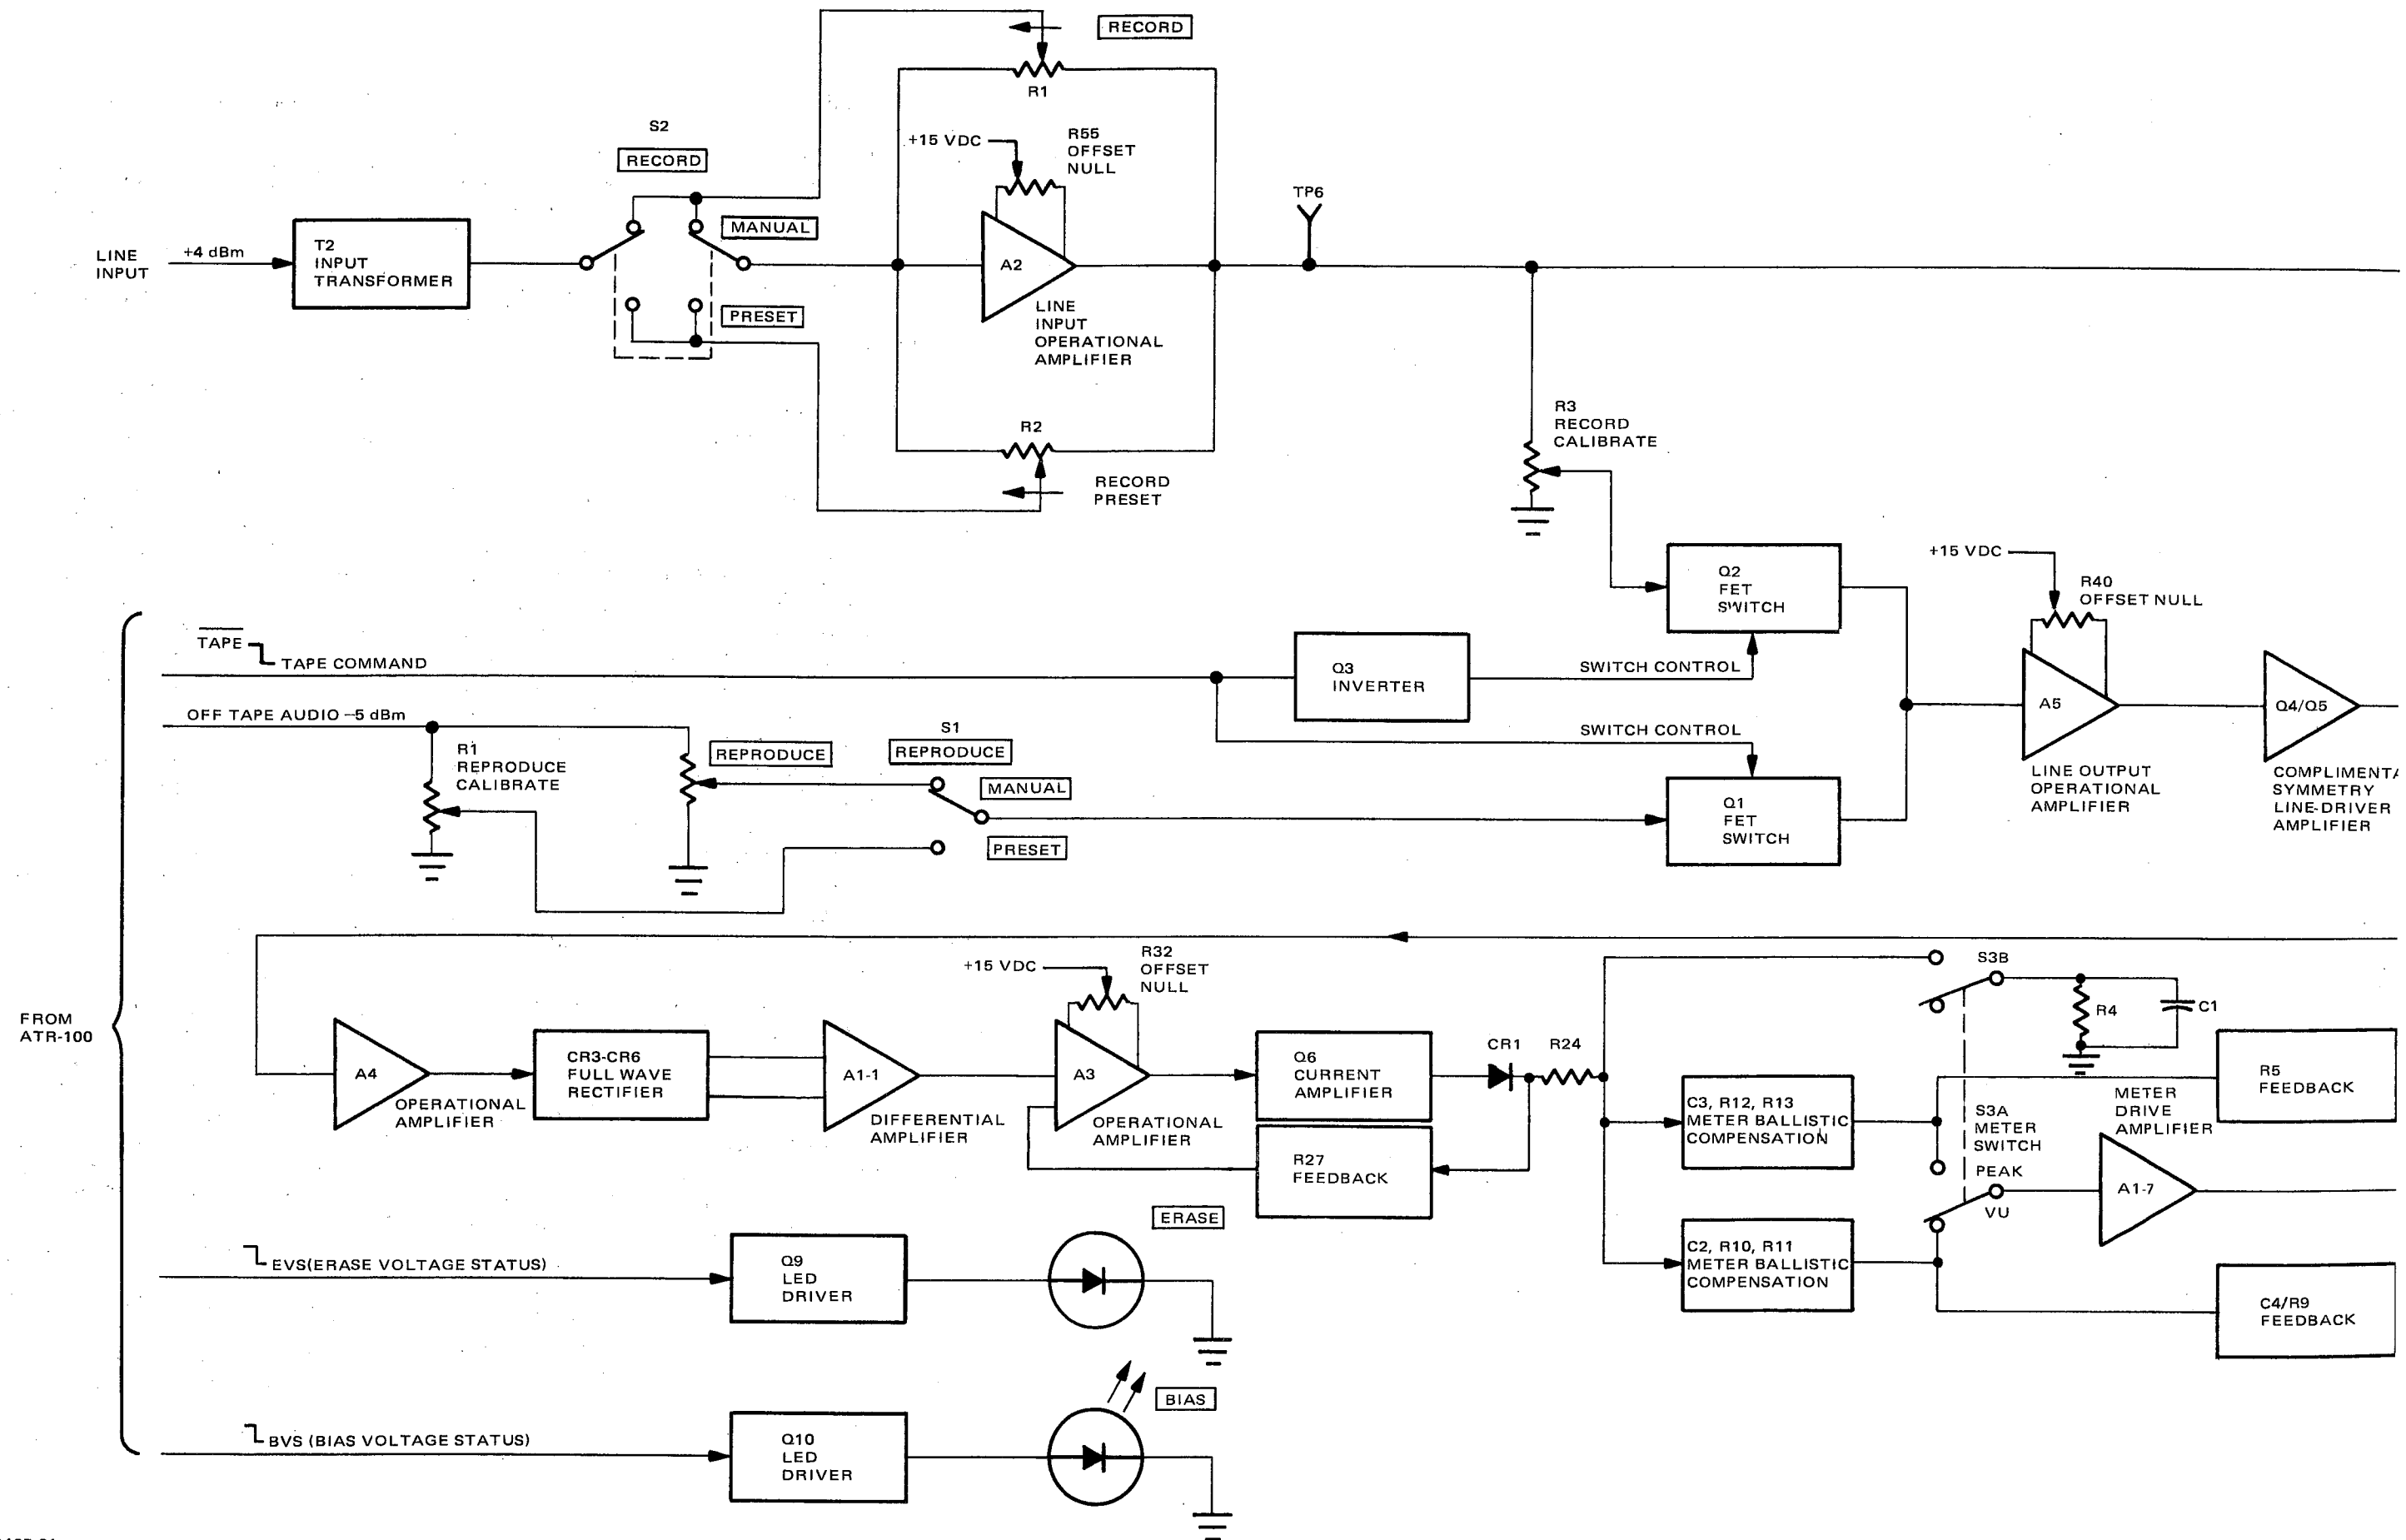 RECORD
R1
S2
RECORD
+15 VDC
R55
OFFSET
NULL
TP6
MANUAL
LINE
INPUT
+4 dBm
T2
INPUT
TRANSFORMER
A2
PRESET
LINE
INPUT
OPERATIONAL
AMPLIFIER
R3
RECORD
CALIBRATE
R2
RECORD
PRESET
Q2
FET
SWITCH
+15 VDC
R40
OFFSET NULL
TAPE
TAPE COMMAND
Q3
INVERTER
SWITCH CONTROL
A5
Q4/Q5
OFF TAPE AUDIO –5 dBm
S1
REPRODUCE
SWITCH CONTROL
R1
REPRODUCE
CALIBRATE
REPRODUCE
MANUAL
Q1
FET
SWITCH
LINE OUTPUT
OPERATIONAL
AMPLIFIER
COMPLIMENTA
SYMMETRY
LINE-DRIVER
AMPLIFIER
PRESET
+15 VDC
R32
OFFSET
NULL
S3B
R4
C1
FROM
ATR-100
A4
OPERATIONAL
AMPLIFIER
CR3-CR6
FULL WAVE
RECTIFIER
A1-1
DIFFERENTIAL
AMPLIFIER
A3
OPERATIONAL
AMPLIFIER
Q6
CURRENT
AMPLIFIER
CR1
R24
R27
FEEDBACK
C3, R12, R13
METER BALLISTIC
COMPENSATION
S3A
METER
SWITCH
PEAK
VU
METER
DRIVE
AMPLIFIER
A1-7
R5
FEEDBACK
C2, R10, R11
METER BALLISTIC
COMPENSATION
C4/R9
FEEDBACK
ERASE
EVS(ERASE VOLTAGE STATUS)
Q9
LED
DRIVER
BIAS
BVS (BIAS VOLTAGE STATUS)
Q10
LED
DRIVER